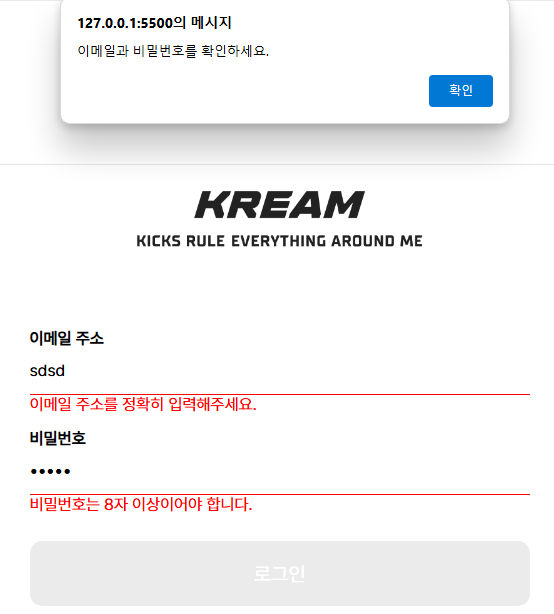 127.0.0.1:5500의 메시지
이메일과 비밀번호를 확인하세요.
확인
KREAM
KICKS RULE EVERYTHING AROUND ME
이메일 주소
sdsd
이메일 주소를 정확히 입력해주세요.
비밀번호
•••••
비밀번호는 8자 이상이어야 합니다.
로그인